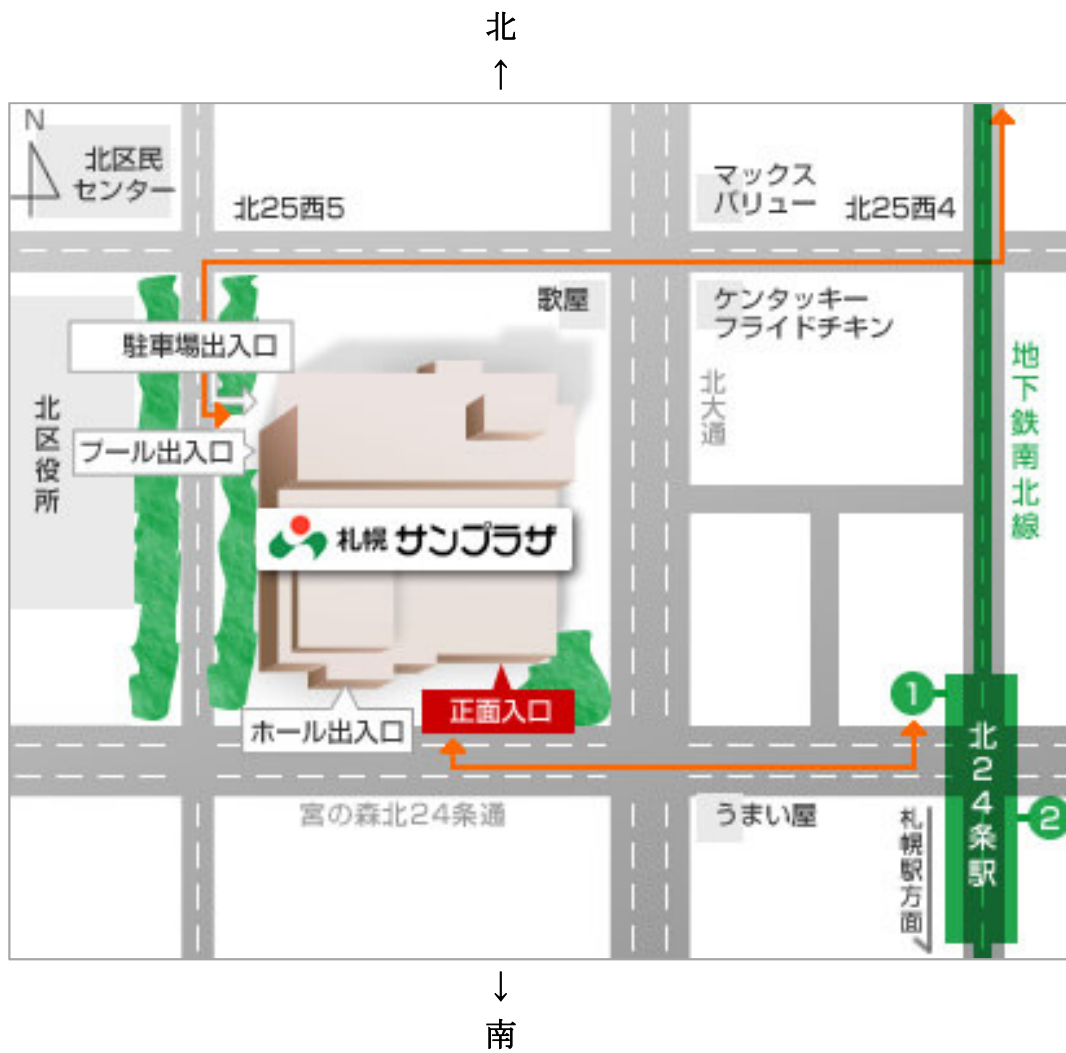 北
↑
N
北区民
センター
北25西5
マックス
バリュー
北25西4
歌屋
ケンタッキー
フライドチキン
駐車場出入口
北区役所
プール出入口
北大通
地下鉄南北線
札幌 サンプラザ
正面入口
ホール出入口
1
北24条駅
宮の森北24条通
うまい屋
札幌駅方面
2
↓
南